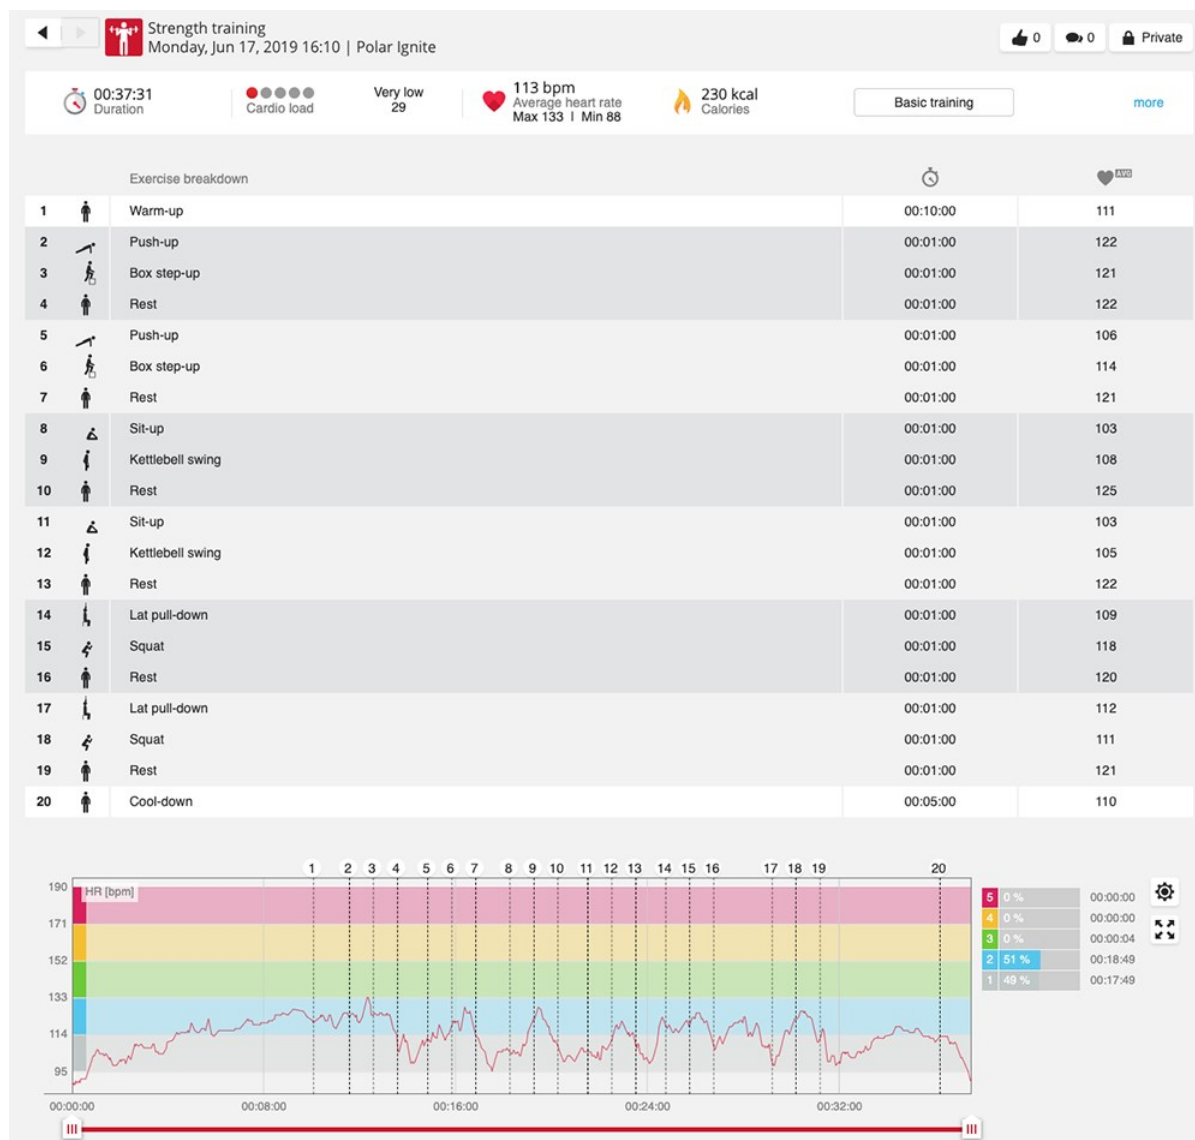 Strength training
Monday, Jun 17, 2019 16:10 | Polar Ignite
0 0 Private
00:37:31
Duration
Cardio load
Very low
29
113 bpm
Average heart rate
Max 133 | Min 88
230 kcal
Calories
Basic training
more
Exercise breakdown AVG
1 Warm-up 00:10:00 111
2 Push-up 00:01:00 122
3 Box step-up 00:01:00 121
4 Rest 00:01:00 122
5 Push-up 00:01:00 106
6 Box step-up 00:01:00 114
7 Rest 00:01:00 121
8 Sit-up 00:01:00 103
9 Kettlebell swing 00:01:00 108
10 Rest 00:01:00 125
11 Sit-up 00:01:00 103
12 Kettlebell swing 00:01:00 105
13 Rest 00:01:00 122
14 Lat pull-down 00:01:00 109
15 Squat 00:01:00 118
16 Rest 00:01:00 120
17 Lat pull-down 00:01:00 112
18 Squat 00:01:00 111
19 Rest 00:01:00 121
20 Cool-down 00:05:00 110
1 2 3 4 5 6 7 8 9 10 11 12 13 14 15 16 17 18 19 20
HR [bpm]
190
171
152
133
114
95
00:00:00 00:08:00 00:16:00 00:24:00 00:32:00
5 0 % 00:00:00
4 0 % 00:00:00
3 0 % 00:00:04
2 51 % 00:18:49
1 49 % 00:17:49